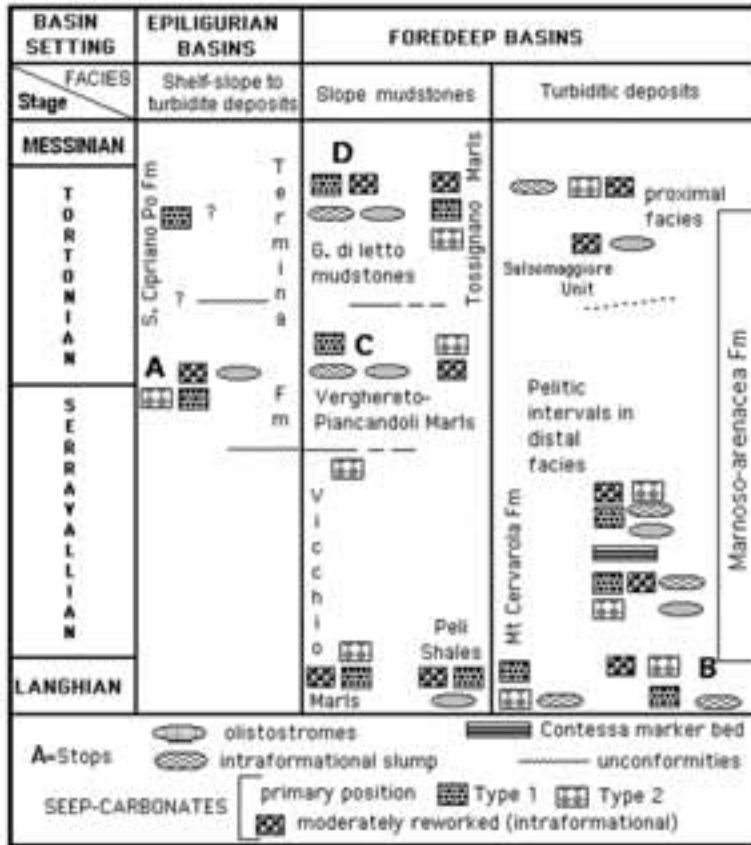 BASIN SETTING
EPILIGURIAN BASINS
FOREDEEP BASINS
FACIES
Stage
Shelf-slope to turbidite deposits
Slope mudstones
Turbiditic deposits
MESSINIAN
TORTONIAN
SERRAVALLIAN
LANGHIAN
S. Cipriano Po Fm
?
?
Termina Fm
A
D
G. di letto mudstones
Tossignano Marls
C
Verghereto-Piancandoli Marls
Vicchio
Marls
Peli Shales
proximal facies
Salsomaggiore Unit
Pelitic intervals in distal facies
Mt Cervarola Fm
B
Marnoso-arenacea Fm
A=Stops
olistostromes
Contessa marker bed
intraformational slump
unconformities
SEEP-CARBONATES
primary position
Type 1
Type 2
moderately reworked (intraformational)